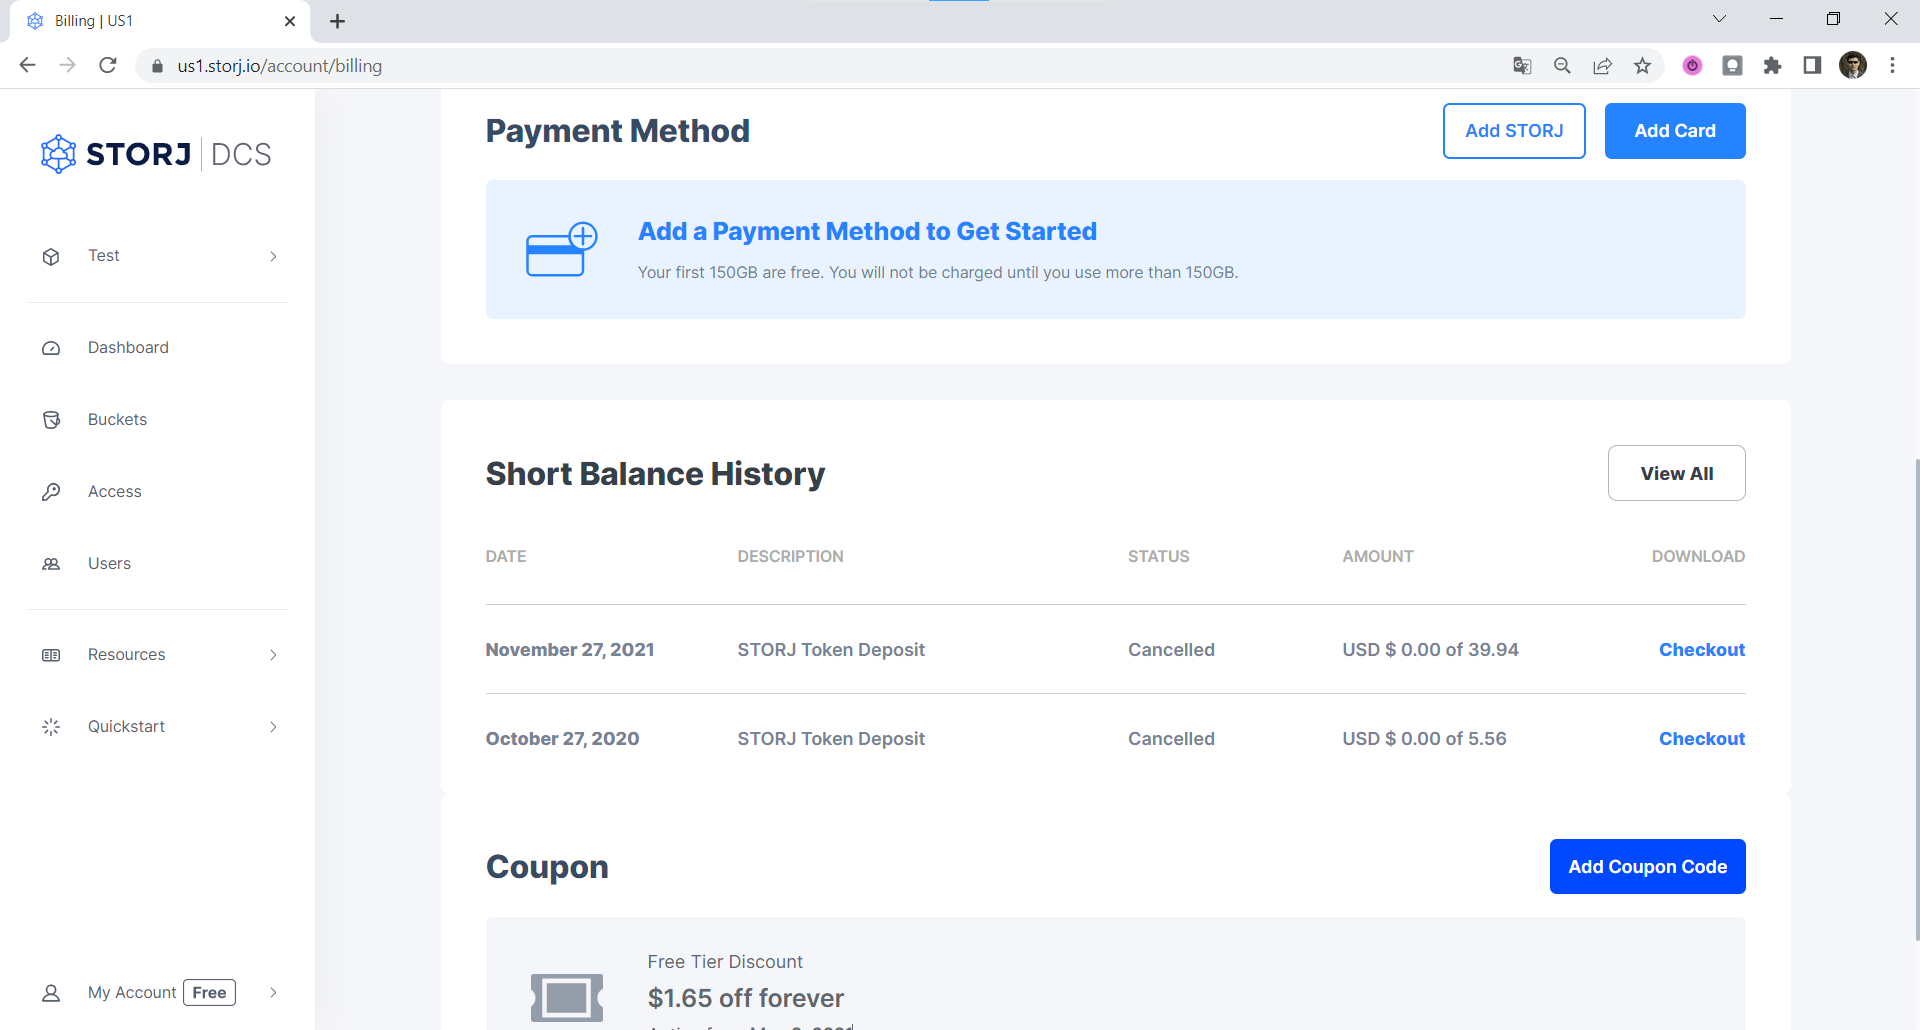 Billing | US1
us1.storj.io/account/billing
STORJ | DCS
Test
Dashboard
Buckets
Access
Users
Resources
Quickstart
My Account Free
Payment Method
Add STORJ
Add Card
Add a Payment Method to Get Started
Your first 150GB are free. You will not be charged until you use more than 150GB.
Short Balance History
View All
DATE DESCRIPTION STATUS AMOUNT DOWNLOAD
November 27, 2021 STORJ Token Deposit Cancelled USD $ 0.00 of 39.94 Checkout
October 27, 2020 STORJ Token Deposit Cancelled USD $ 0.00 of 5.56 Checkout
Coupon
Add Coupon Code
Free Tier Discount
$1.65 off forever